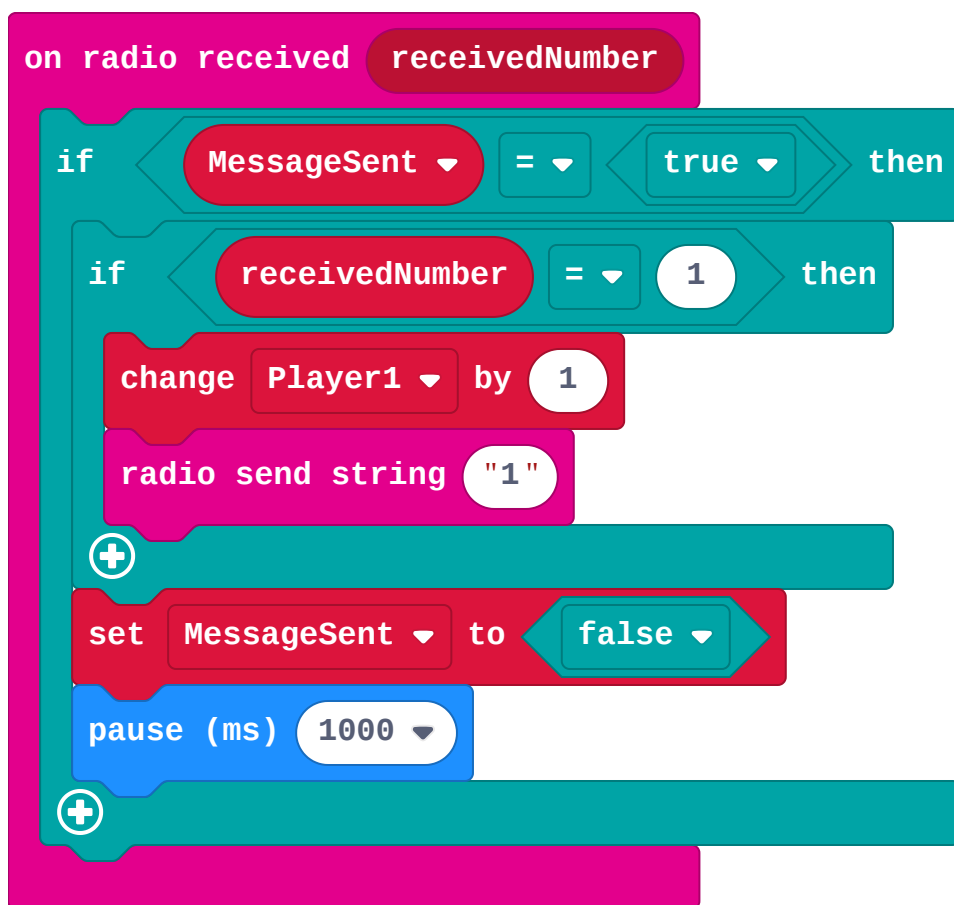 on radio received receivedNumber
if MessageSent = true then
if receivedNumber = 1 then
change Player1 by 1
radio send string "1"
set MessageSent to false
pause (ms) 1000